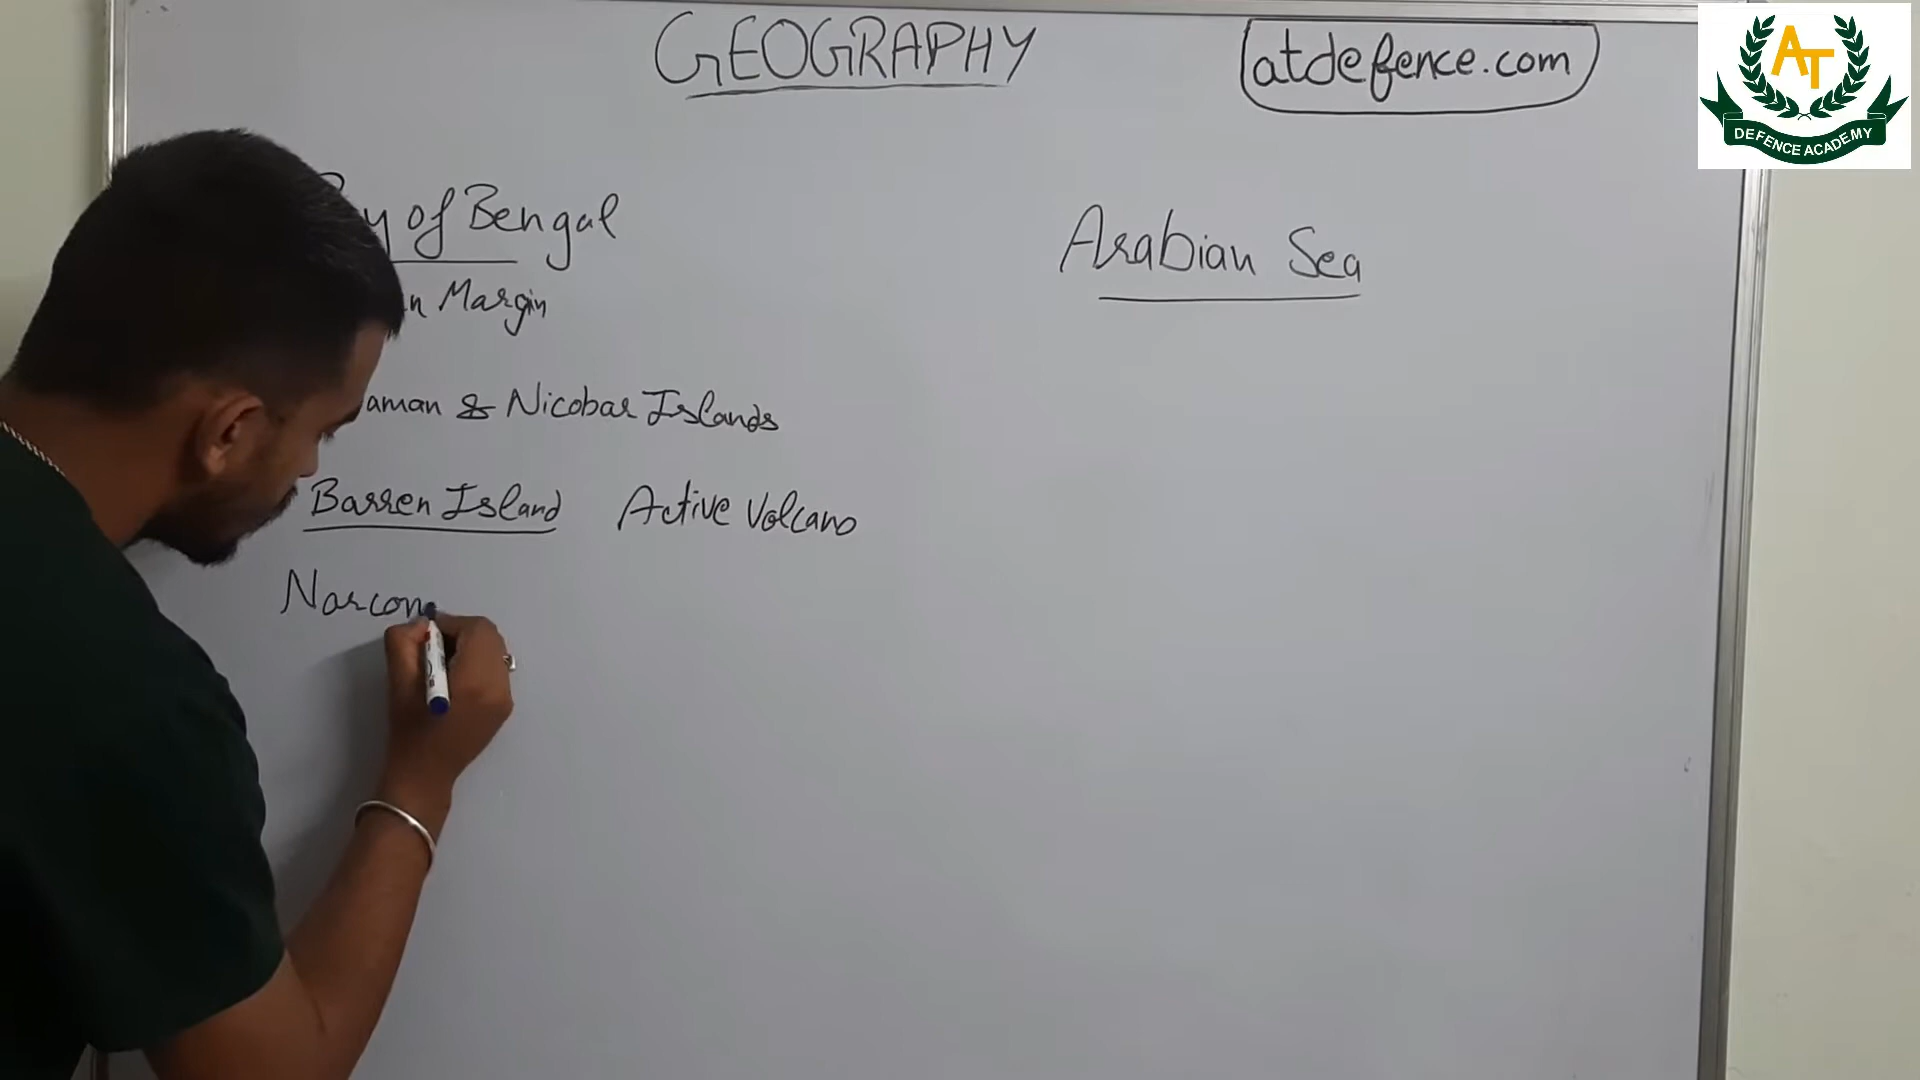 GEOGRAPHY
atdefence.com
AT
DEFENCE ACADEMY
y of Bengal
Arabian Sea
n Margin
aman & Nicobar Islands
Barren Island Active Volcano
Narcon